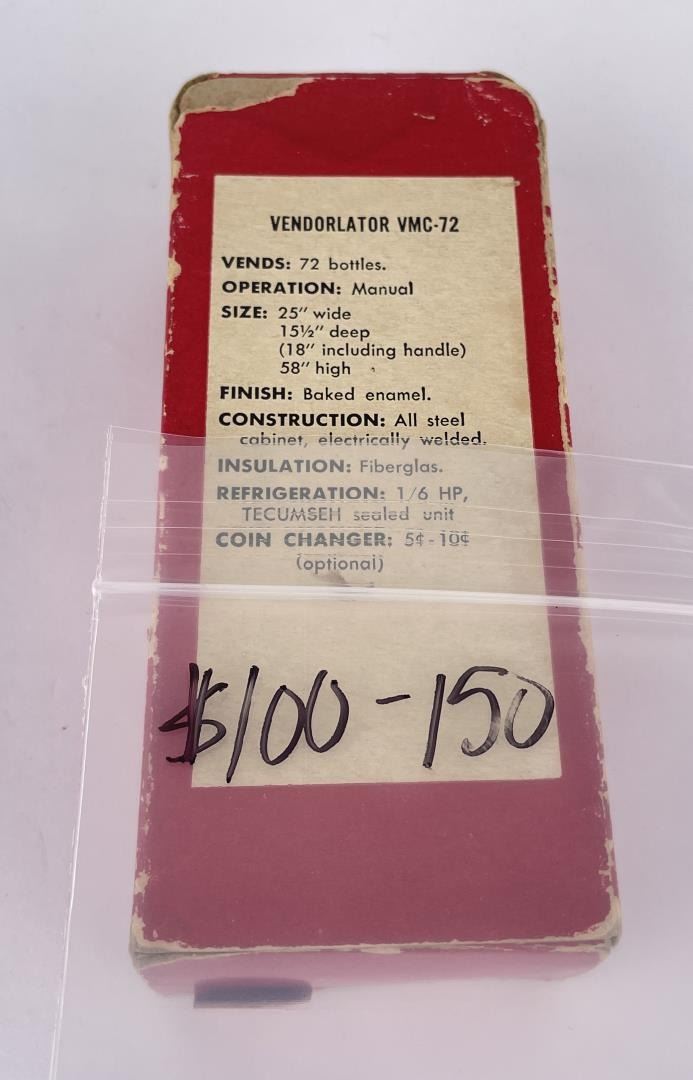 VENDORLATOR VMC-72
VENDS: 72 bottles.
OPERATION: Manual
SIZE: 25" wide
15½" deep
(18" including handle)
58" high
FINISH: Baked enamel.
CONSTRUCTION: All steel
cabinet, electrically welded.
INSULATION: Fiberglas.
REFRIGERATION: 1/6 HP,
TECUMSEH sealed unit
COIN CHANGER: 5¢-10¢
(optional)
$100-150